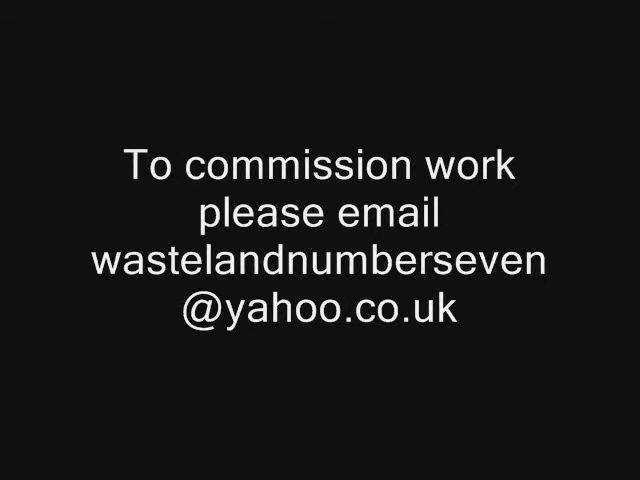 To commission work
please email
wastelandnumberseven
@yahoo.co.uk